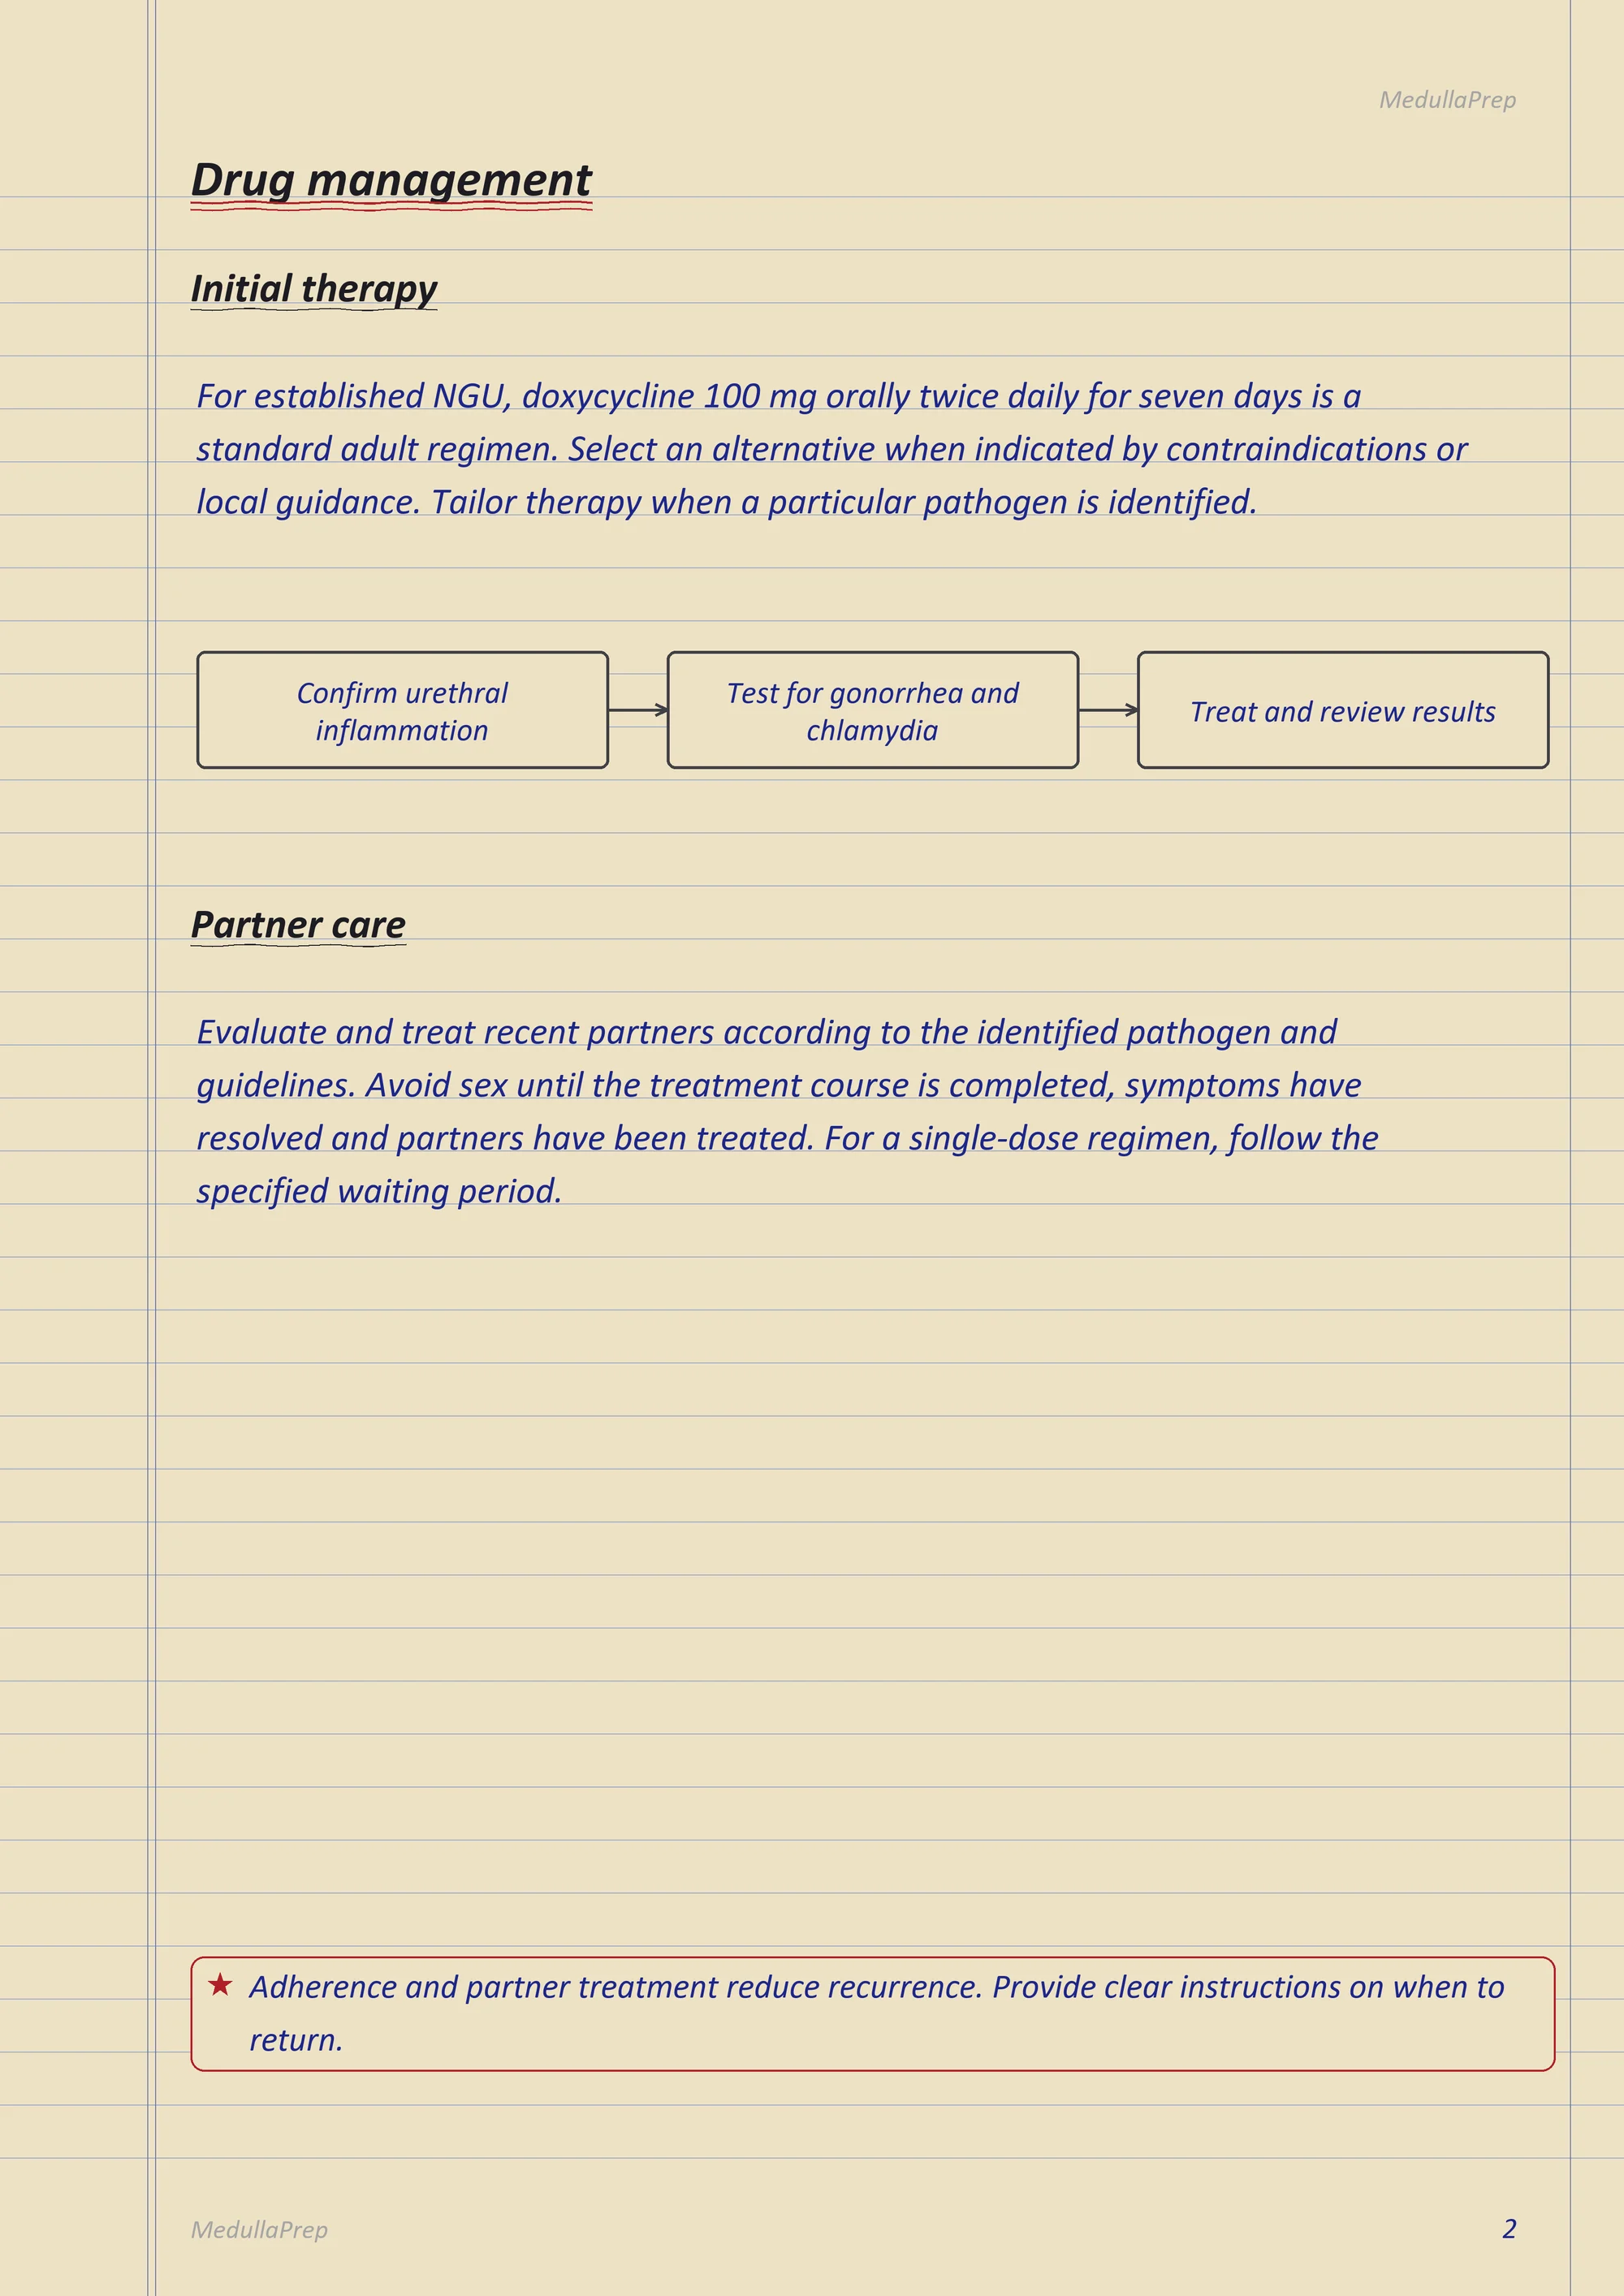 MedullaPrep
Drug management
Initial therapy
For established NGU, doxycycline 100 mg orally twice daily for seven days is a
standard adult regimen. Select an alternative when indicated by contraindications or
local guidance. Tailor therapy when a particular pathogen is identified.
Confirm urethral
inflammation
Test for gonorrhea and
chlamydia
Treat and review results
Partner care
Evaluate and treat recent partners according to the identified pathogen and
guidelines. Avoid sex until the treatment course is completed, symptoms have
resolved and partners have been treated. For a single-dose regimen, follow the
specified waiting period.
★ Adherence and partner treatment reduce recurrence. Provide clear instructions on when to
return.
MedullaPrep
2